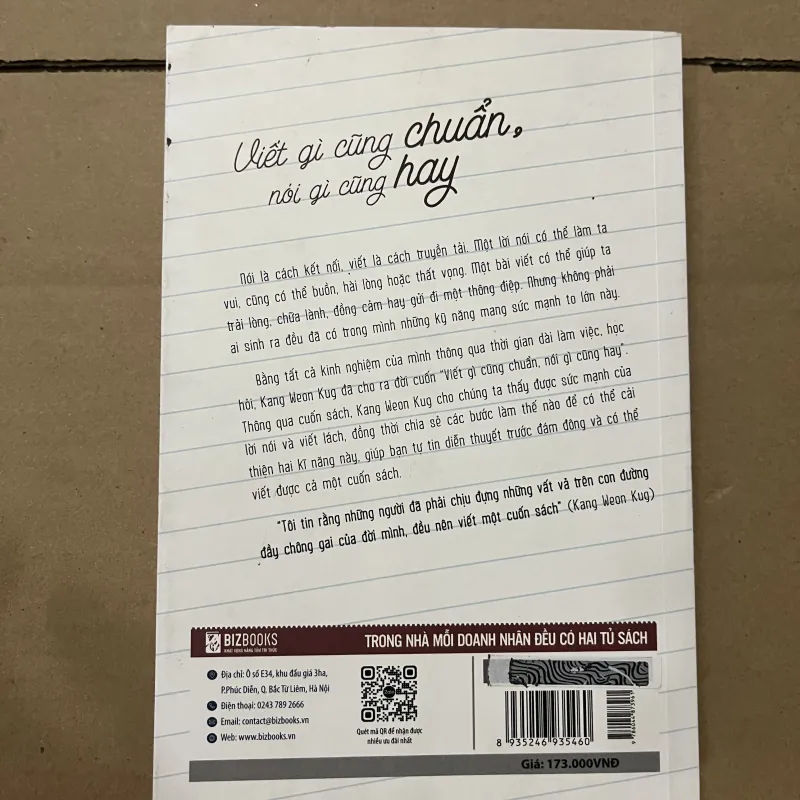 Viết gì cũng chuẩn,
nói gì cũng hay
Nói là cách kết nối, viết là cách truyền tải. Một lời nói có thể làm ta
vui, cũng có thể buồn, hài lòng hoặc thất vọng. Một bài viết có thể giúp ta
trải lòng, chữa lành, đồng cảm hay gửi đi một thông điệp. Nhưng không phải
ai sinh ra đều đã có trong mình những kỹ năng mang sức mạnh to lớn này.
Bằng tất cả kinh nghiệm của mình thông qua thời gian dài làm việc, học
hỏi, Kang Weon Kug đã cho ra đời cuốn "Viết gì cũng chuẩn, nói gì cũng hay".
Thông qua cuốn sách, Kang Weon Kug cho chúng ta thấy được sức mạnh của
lời nói và viết lách, đồng thời chia sẻ các bước làm thế nào để có thể cải
thiện hai kĩ năng này, giúp bạn tự tin diễn thuyết trước đám đông và có thể
viết được cả một cuốn sách.
"Tôi tin rằng những người đã phải chịu đựng những vất vả trên con đường
đầy chông gai của đời mình, đều nên viết một cuốn sách" (Kang Weon Kug)
BIZBOOKS
KHÁT VỌNG NÂNG TẦM TRI THỨC
TRONG NHÀ MỖI DOANH NHÂN ĐỀU CÓ HAI TỦ SÁCH
Địa chỉ: Ô số E34, khu đấu giá 3ha,
P.Phúc Diễn, Q. Bắc Từ Liêm, Hà Nội
Điện thoại: 0243 789 2666
Email: contact@bizbooks.vn
Web: www.bizbooks.vn
Quét mã QR để nhận được
nhiều ưu đãi nhất
8 935246 935460
Giá: 173.000VNĐ